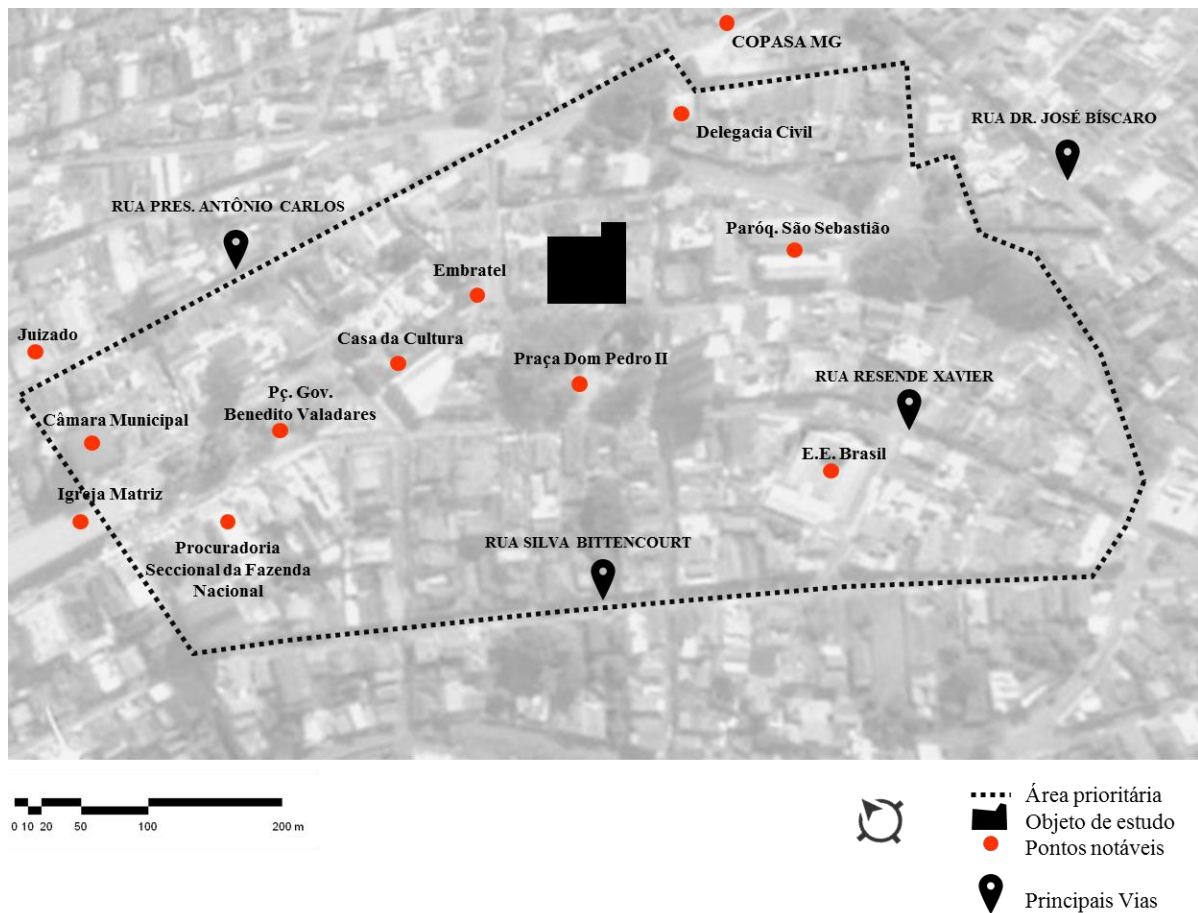 COPASA MG
Delegacia Civil
RUA DR. JOSÉ BÍSCARO
RUA PRES. ANTÔNIO CARLOS
Paróq. São Sebastião
Embratel
Juizado
Casa da Cultura
Praça Dom Pedro II
RUA RESENDE XAVIER
Pç. Gov.
Benedito Valadares
Câmara Municipal
E.E. Brasil
Igreja Matriz
RUA SILVA BITTENCOURT
Procuradoria
Seccional da Fazenda
Nacional
0 10 20 50 100 200 m
Área prioritária
Objeto de estudo
Pontos notáveis
Principais Vias